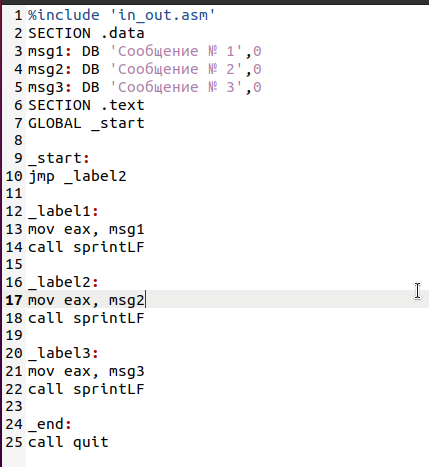 1 %include 'in_out.asm'
2 SECTION .data
3 msg1: DB 'Сообщение № 1',0
4 msg2: DB 'Сообщение № 2',0
5 msg3: DB 'Сообщение № 3',0
6 SECTION .text
7 GLOBAL _start
8
9 _start:
10 jmp _label2
11
12 _label1:
13 mov eax, msg1
14 call sprintLF
15
16 _label2:
17 mov eax, msg2
18 call sprintLF
19
20 _label3:
21 mov eax, msg3
22 call sprintLF
23
24 _end:
25 call quit